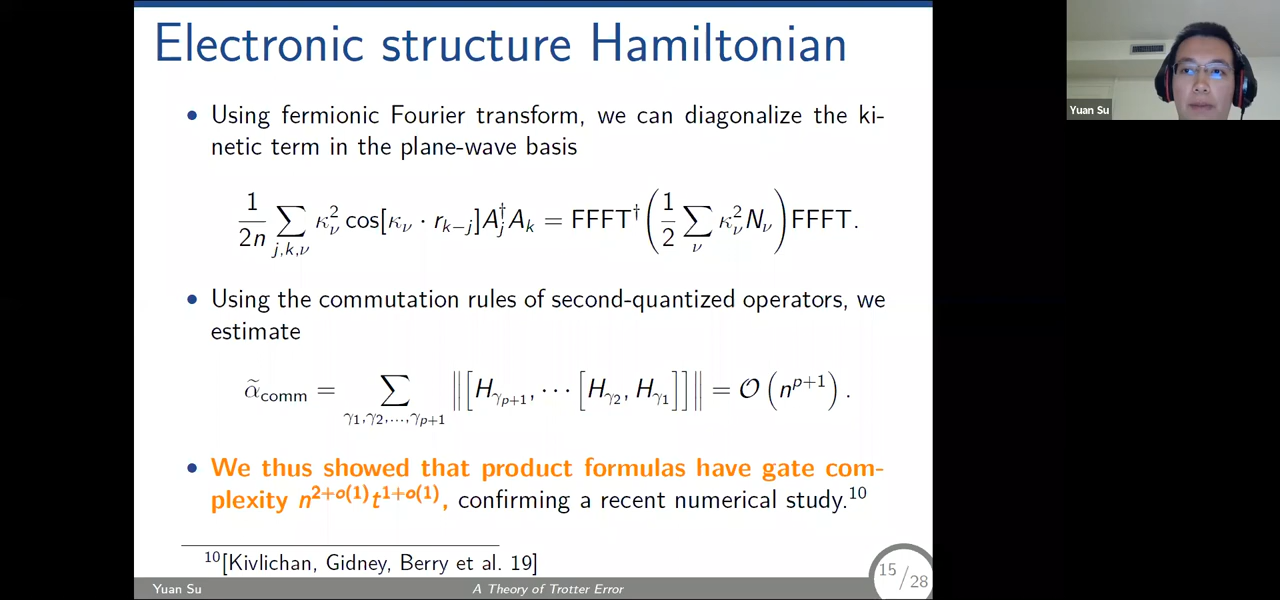 Electronic structure Hamiltonian
• Using fermionic Fourier transform, we can diagonalize the ki-
netic term in the plane-wave basis
1/(2n) ∑_{j,k,ν} κ_ν^2 cos[κ_ν · r_{k−j}] A_j^† A_k = FFFT^† (1/2 ∑_ν κ_ν^2 N_ν) FFFT.
• Using the commutation rules of second-quantized operators, we
estimate
α̃_comm = ∑_{γ_1,γ_2,...,γ_{p+1}} ‖[H_{γ_{p+1}}, ··· [H_{γ_2}, H_{γ_1}]]‖ = 𝒪(n^{p+1}).
• We thus showed that product formulas have gate com-
plexity n^{2+o(1)} t^{1+o(1)}, confirming a recent numerical study.^10
^10[Kivlichan, Gidney, Berry et al. 19]
Yuan Su A Theory of Trotter Error 15/28
Yuan Su